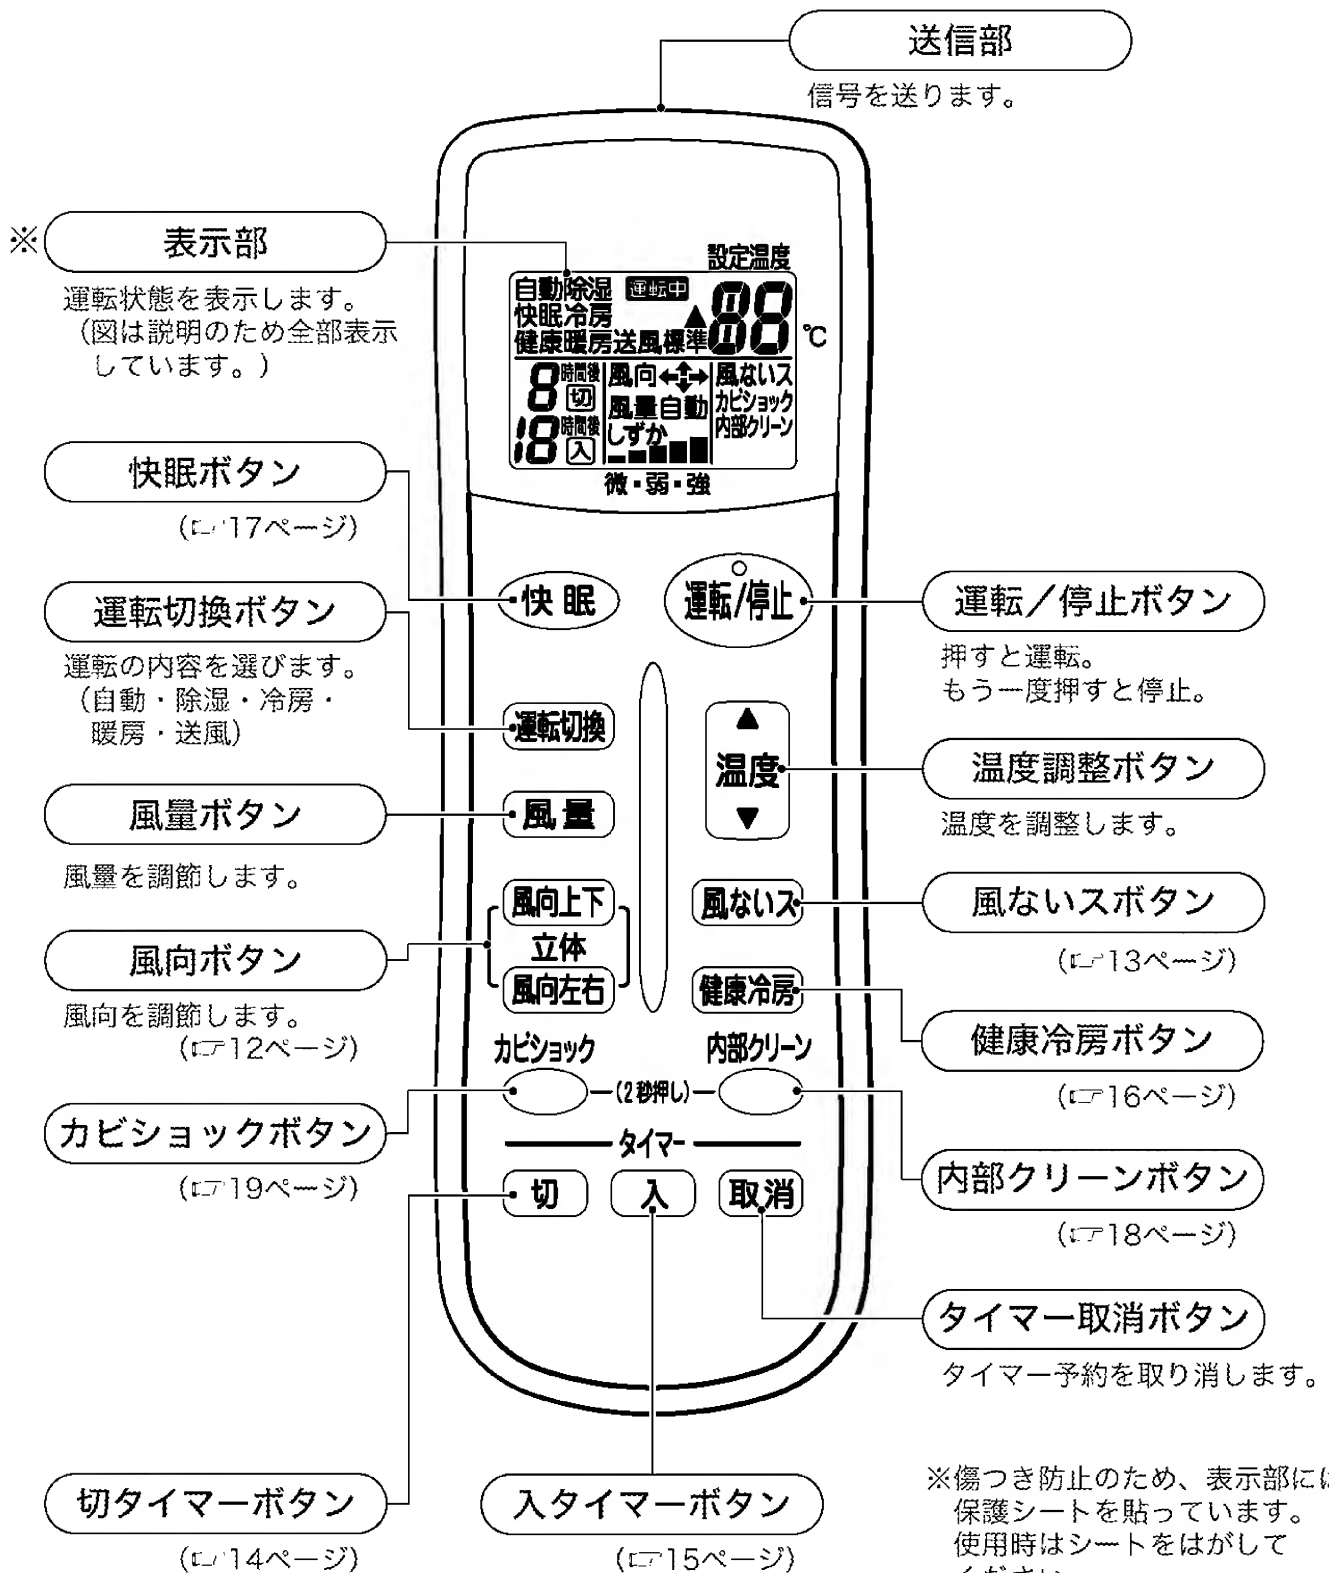 送信部
信号を送ります。
※ 表示部
運転状態を表示します。
（図は説明のため全部表示
しています。）
設定温度
自動除湿 運転中 88
快眠冷房 ▲ ℃
健康暖房送風標準
8 時間後 切 風向 風ないス
風量自動 カビショック
18 時間後 入 しずか 内部クリーン
微・弱・強
快眠ボタン
（☞17ページ）
快眠
運転/停止
運転切換ボタン
運転の内容を選びます。
（自動・除湿・冷房・
暖房・送風）
運転／停止ボタン
押すと運転。
もう一度押すと停止。
運転切換
▲
温度
▼
温度調整ボタン
温度を調整します。
風量ボタン
風量を調節します。
風量
風向上下
立体
風向左右
風ないス
風ないスボタン
（☞13ページ）
風向ボタン
風向を調節します。
（☞12ページ）
健康冷房
健康冷房ボタン
（☞16ページ）
カビショック
内部クリーン
（2秒押し）
カビショックボタン
（☞19ページ）
内部クリーンボタン
（☞18ページ）
タイマー
切 入 取消
タイマー取消ボタン
タイマー予約を取り消します。
切タイマーボタン
（☞14ページ）
入タイマーボタン
（☞15ページ）
※傷つき防止のため、表示部には
保護シートを貼っています。
使用時はシートをはがして